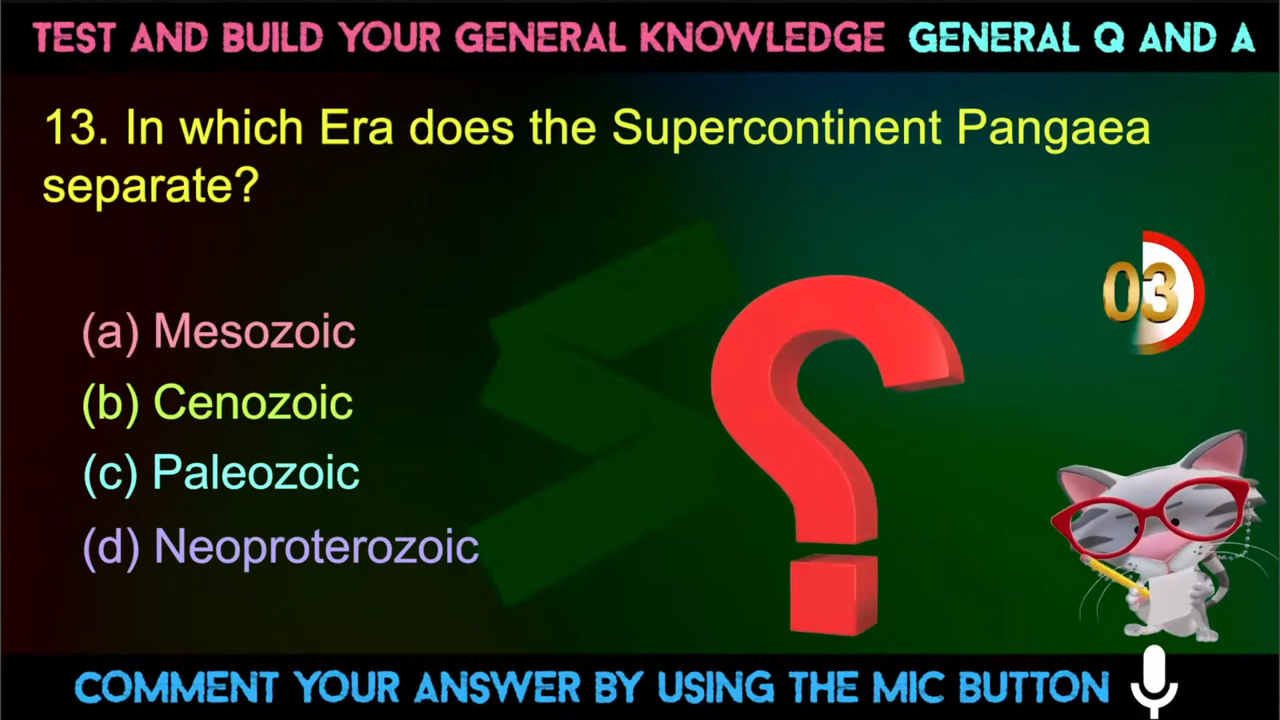 TEST AND BUILD YOUR GENERAL KNOWLEDGE GENERAL Q AND A
13. In which Era does the Supercontinent Pangaea
separate?
03
(a) Mesozoic
(b) Cenozoic
(c) Paleozoic
(d) Neoproterozoic
COMMENT YOUR ANSWER BY USING THE MIC BUTTON